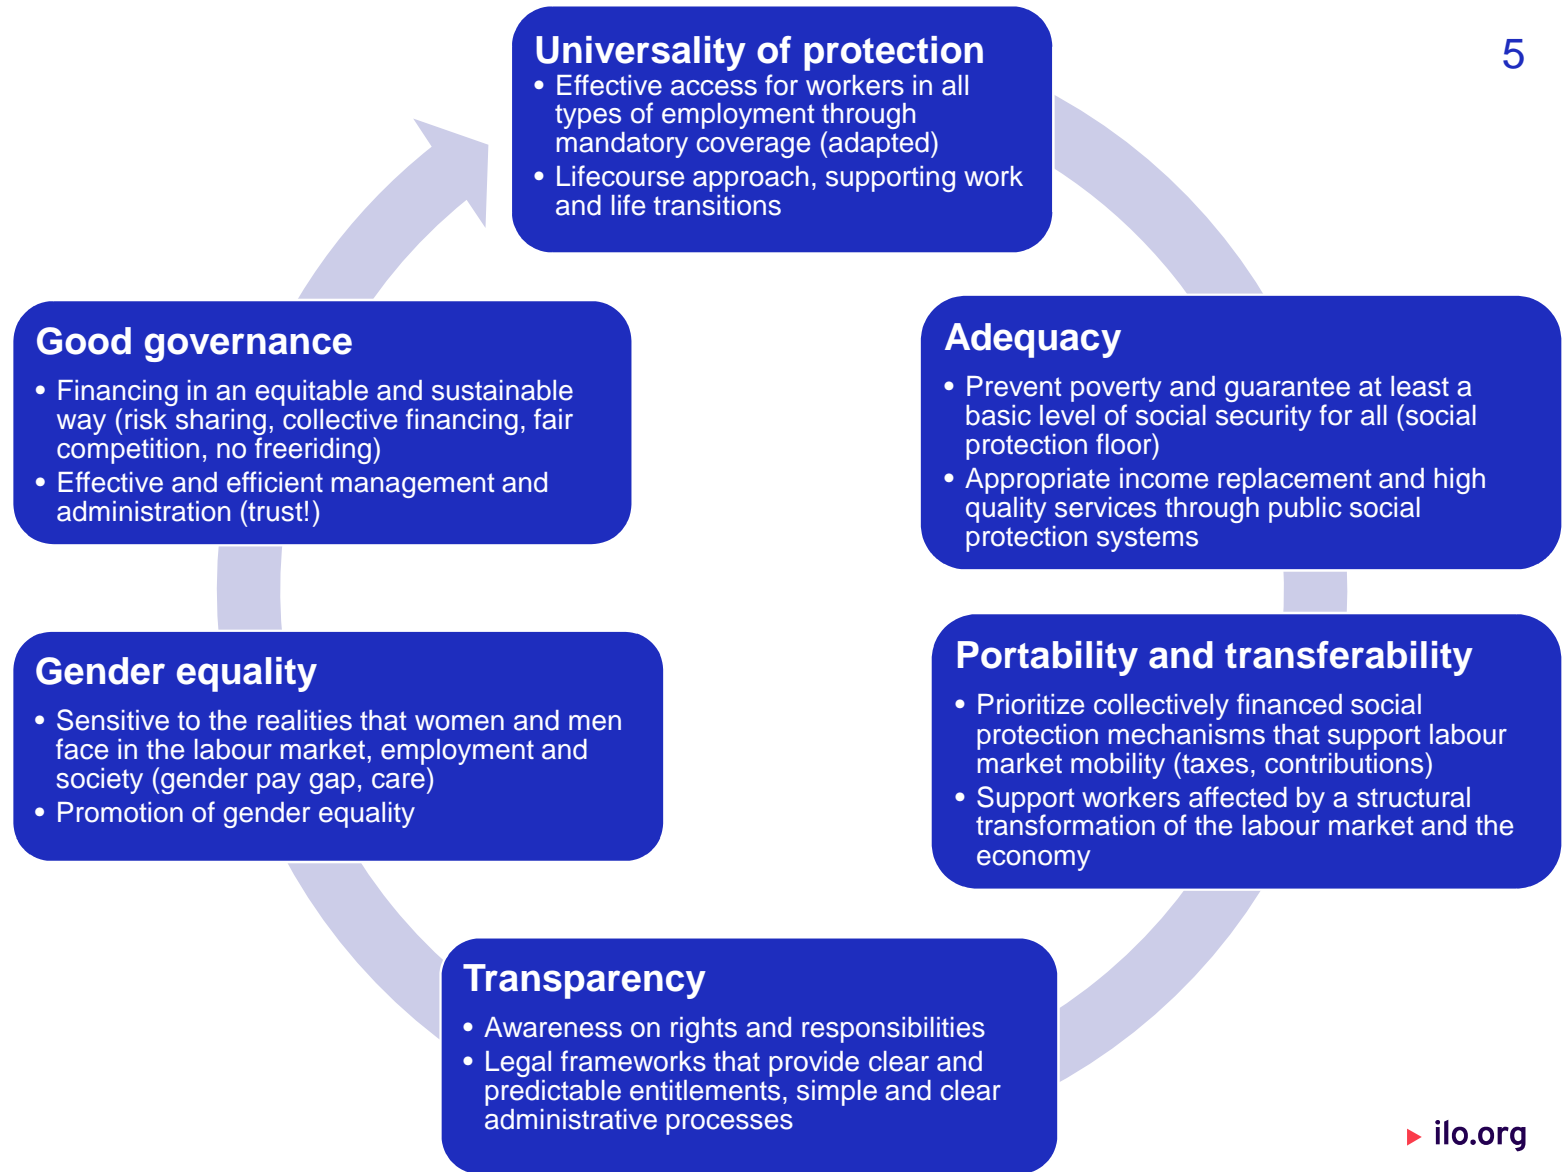 5
Universality of protection
• Effective access for workers in all
types of employment through
mandatory coverage (adapted)
• Lifecourse approach, supporting work
and life transitions
Adequacy
• Prevent poverty and guarantee at least a
basic level of social security for all (social
protection floor)
• Appropriate income replacement and high
quality services through public social
protection systems
Portability and transferability
• Prioritize collectively financed social
protection mechanisms that support labour
market mobility (taxes, contributions)
• Support workers affected by a structural
transformation of the labour market and the
economy
Transparency
• Awareness on rights and responsibilities
• Legal frameworks that provide clear and
predictable entitlements, simple and clear
administrative processes
Gender equality
• Sensitive to the realities that women and men
face in the labour market, employment and
society (gender pay gap, care)
• Promotion of gender equality
Good governance
• Financing in an equitable and sustainable
way (risk sharing, collective financing, fair
competition, no freeriding)
• Effective and efficient management and
administration (trust!)
ilo.org